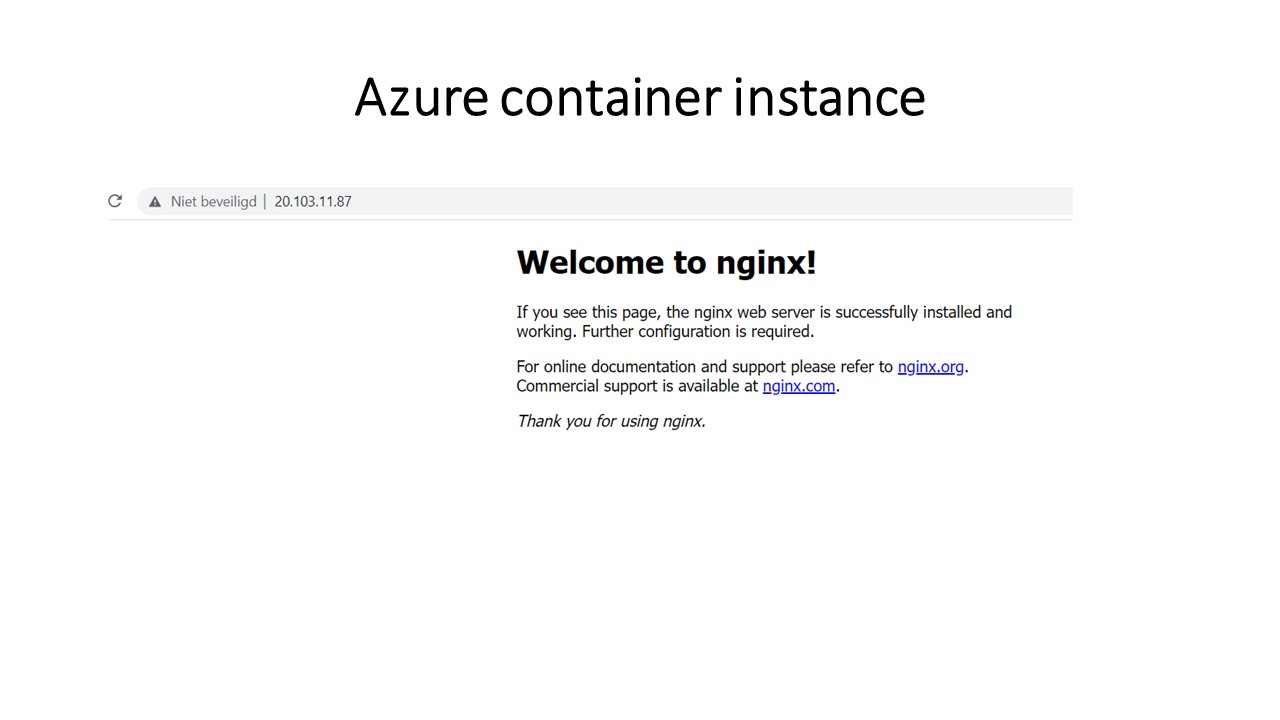 Azure container instance
Niet beveiligd | 20.103.11.87
Welcome to nginx!
If you see this page, the nginx web server is successfully installed and
working. Further configuration is required.
For online documentation and support please refer to nginx.org.
Commercial support is available at nginx.com.
Thank you for using nginx.